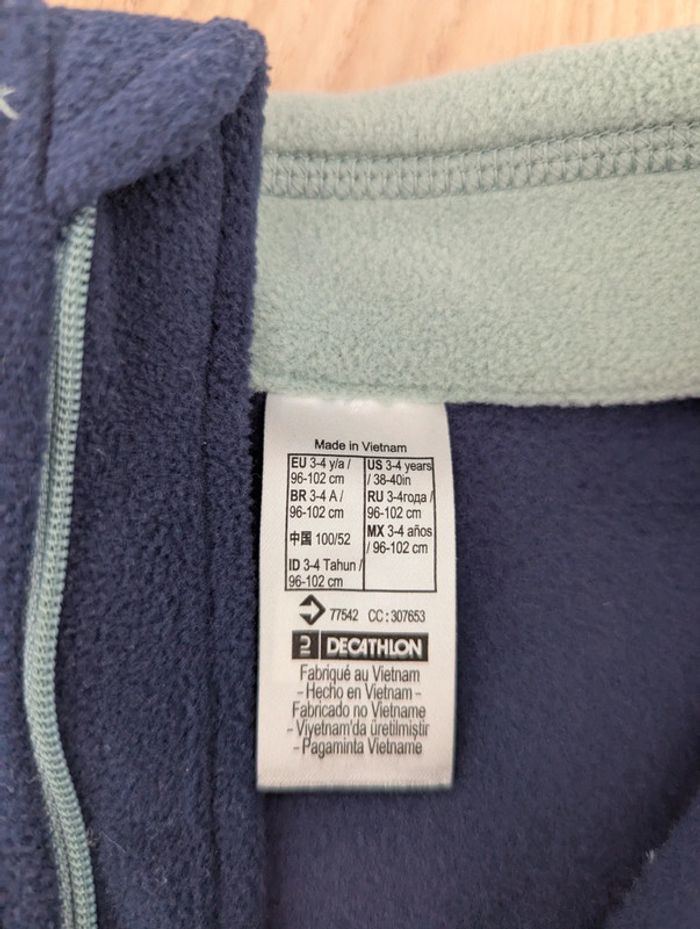 Made in Vietnam
EU 3-4 y/a /
96-102 cm
BR 3-4 A /
96-102 cm
中国 100/52
ID 3-4 Tahun /
96-102 cm
US 3-4 years
/ 38-40in
RU 3-4года /
96-102 cm
MX 3-4 años
/ 96-102 cm
77542 CC : 307653
DECATHLON
Fabriqué au Vietnam
- Hecho en Vietnam -
Fabricado no Vietname
- Viyetnam'da üretilmiştir
- Pagaminta Vietname